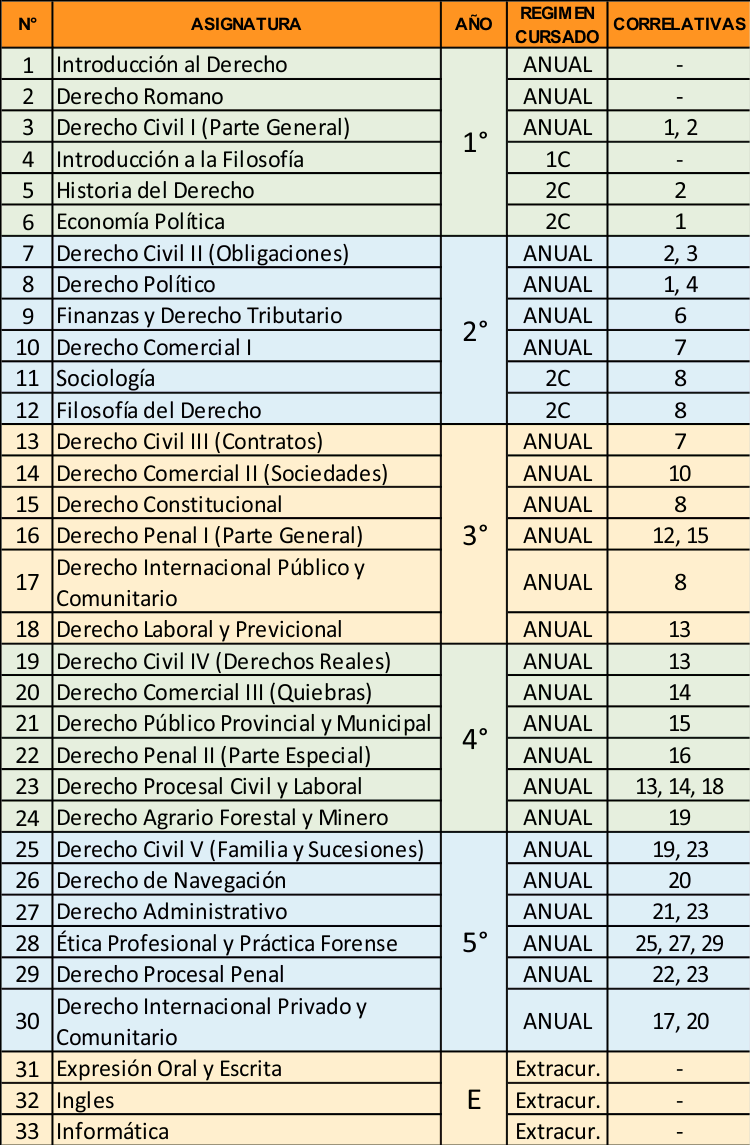 N° ASIGNATURA AÑO REGIMEN CURSADO CORRELATIVAS
1 Introducción al Derecho ANUAL -
2 Derecho Romano ANUAL -
3 Derecho Civil I (Parte General) 1° ANUAL 1, 2
4 Introducción a la Filosofía 1C -
5 Historia del Derecho 2C 2
6 Economía Política 2C 1
7 Derecho Civil II (Obligaciones) ANUAL 2, 3
8 Derecho Político ANUAL 1, 4
9 Finanzas y Derecho Tributario 2° ANUAL 6
10 Derecho Comercial I ANUAL 7
11 Sociología 2C 8
12 Filosofía del Derecho 2C 8
13 Derecho Civil III (Contratos) ANUAL 7
14 Derecho Comercial II (Sociedades) ANUAL 10
15 Derecho Constitucional ANUAL 8
16 Derecho Penal I (Parte General) 3° ANUAL 12, 15
17 Derecho Internacional Público y
Comunitario ANUAL 8
18 Derecho Laboral y Previcional ANUAL 13
19 Derecho Civil IV (Derechos Reales) ANUAL 13
20 Derecho Comercial III (Quiebras) ANUAL 14
21 Derecho Público Provincial y Municipal 4° ANUAL 15
22 Derecho Penal II (Parte Especial) ANUAL 16
23 Derecho Procesal Civil y Laboral ANUAL 13, 14, 18
24 Derecho Agrario Forestal y Minero ANUAL 19
25 Derecho Civil V (Familia y Sucesiones) ANUAL 19, 23
26 Derecho de Navegación ANUAL 20
27 Derecho Administrativo ANUAL 21, 23
28 Ética Profesional y Práctica Forense 5° ANUAL 25, 27, 29
29 Derecho Procesal Penal ANUAL 22, 23
30 Derecho Internacional Privado y
Comunitario ANUAL 17, 20
31 Expresión Oral y Escrita Extracur. -
32 Ingles E Extracur. -
33 Informática Extracur. -